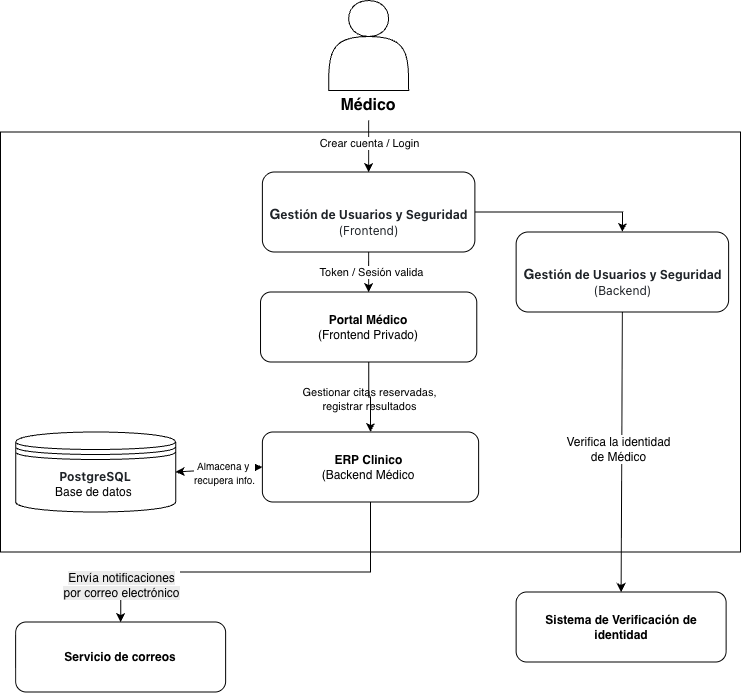 Médico
Crear cuenta / Login
Gestión de Usuarios y Seguridad
(Frontend)
Gestión de Usuarios y Seguridad
(Backend)
Token / Sesión valida
Portal Médico
(Frontend Privado)
Gestionar citas reservadas,
registrar resultados
Verifica la identidad
de Médico
PostgreSQL
Base de datos
Almacena y
recupera info.
ERP Clinico
(Backend Médico
Envía notificaciones
por correo electrónico
Servicio de correos
Sistema de Verificación de
identidad